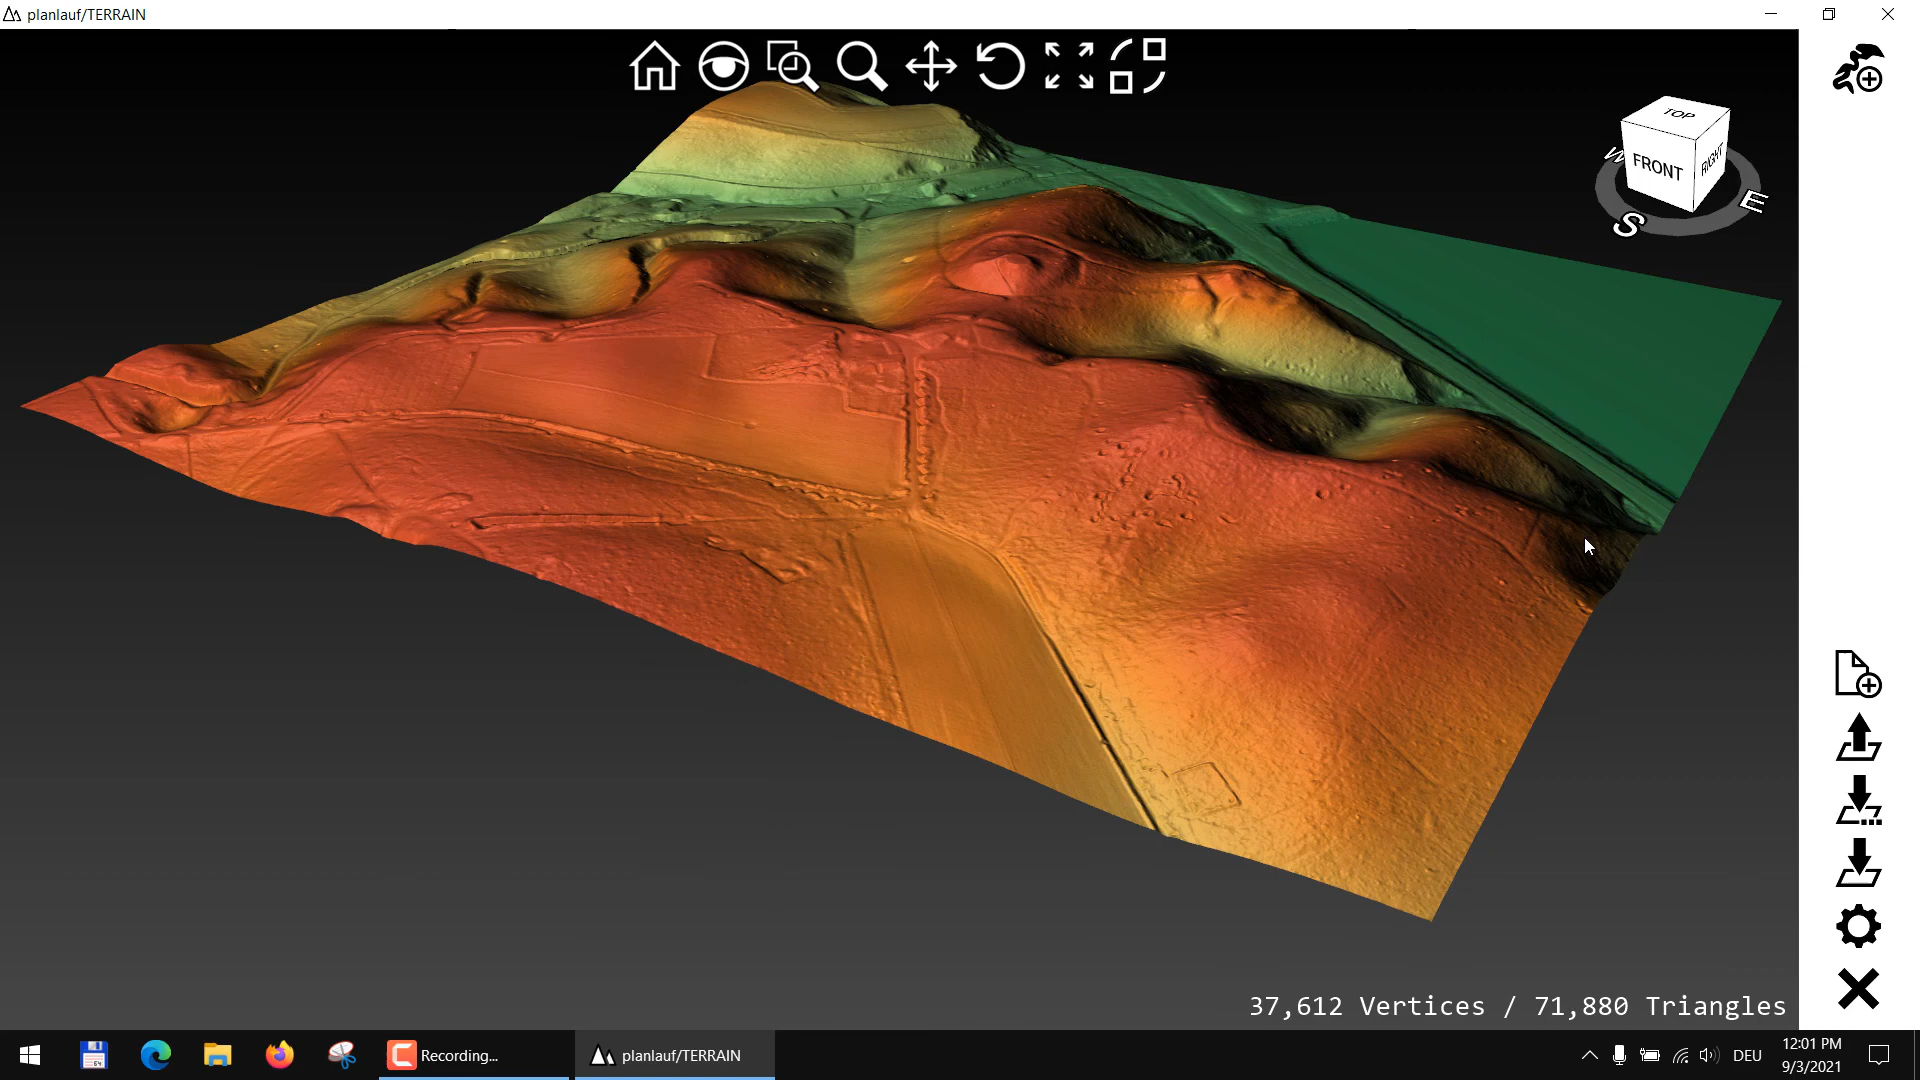 planlauf/TERRAIN
TOP
FRONT
RIGHT
W
S
E
37,612 Vertices / 71,880 Triangles
64
Recording...
planlauf/TERRAIN
DEU
12:01 PM
9/3/2021